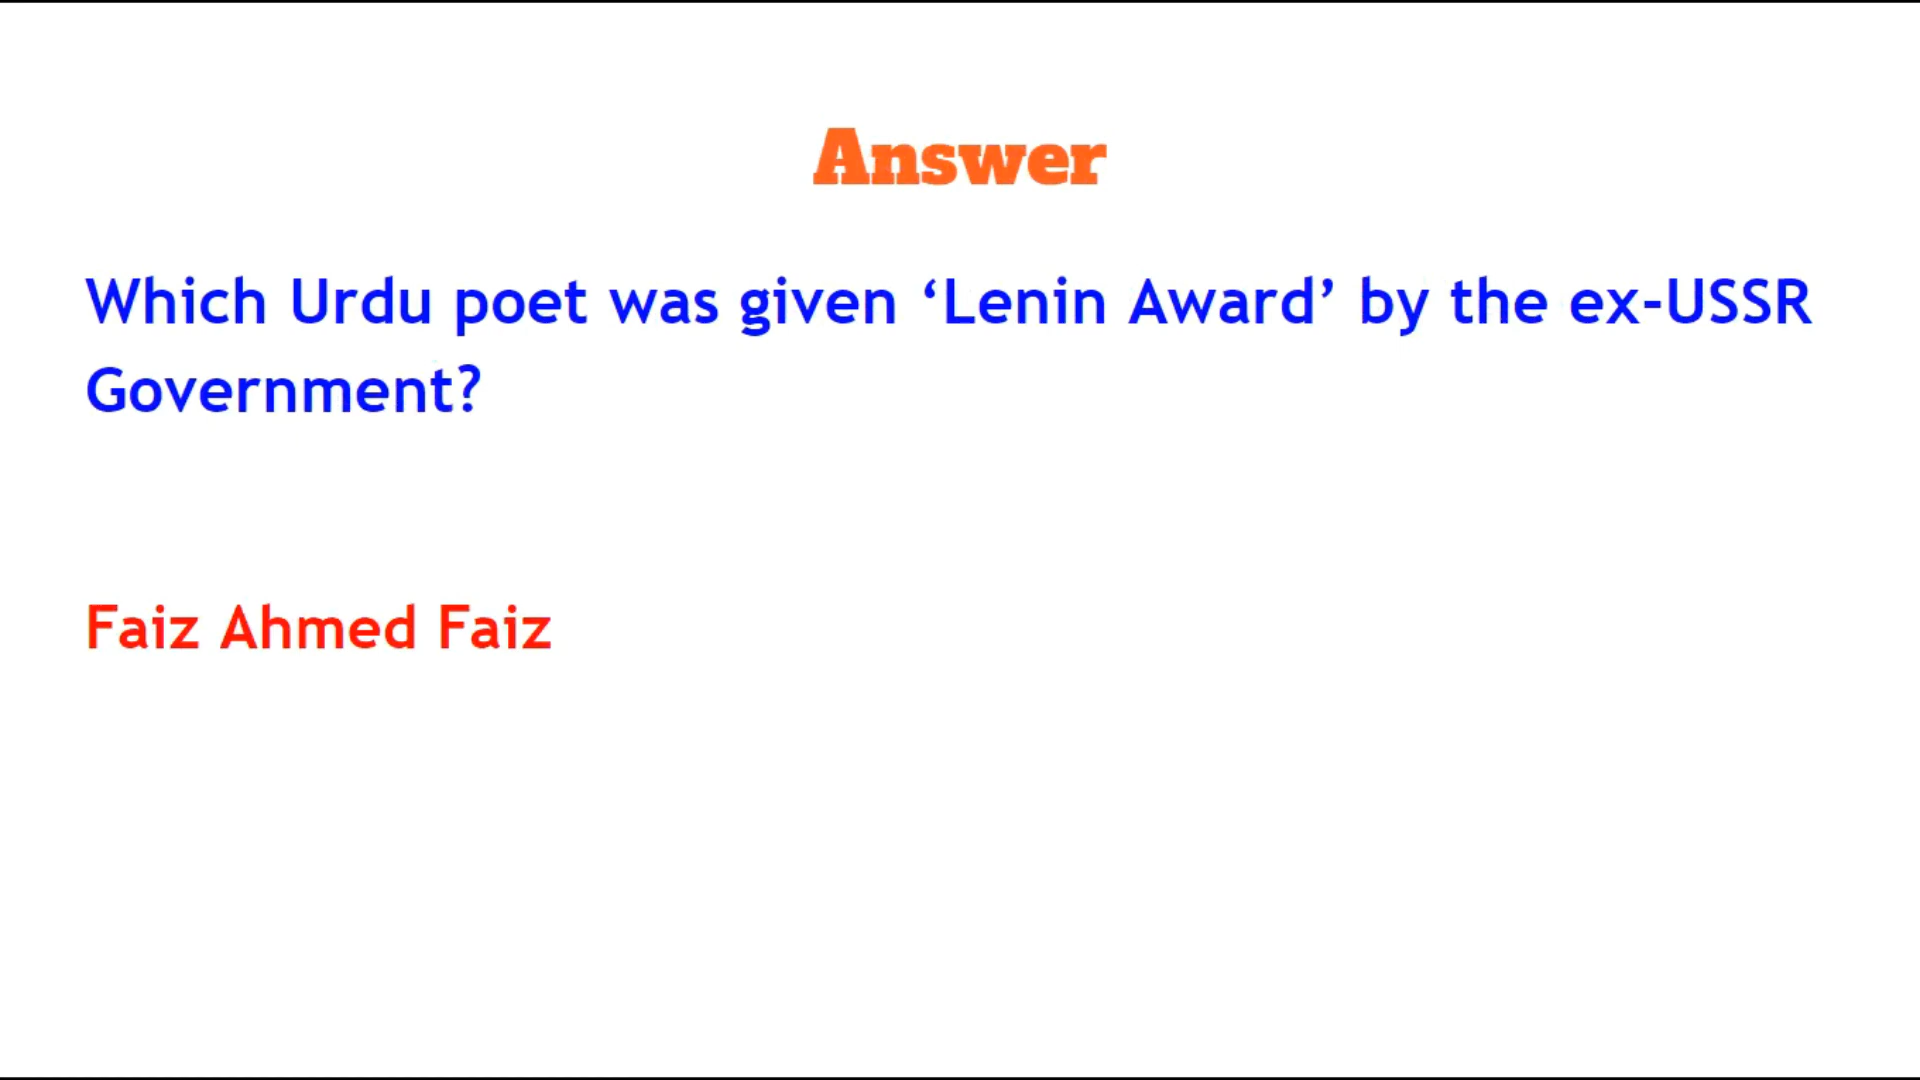 Answer
Which Urdu poet was given ‘Lenin Award’ by the ex-USSR
Government?
Faiz Ahmed Faiz